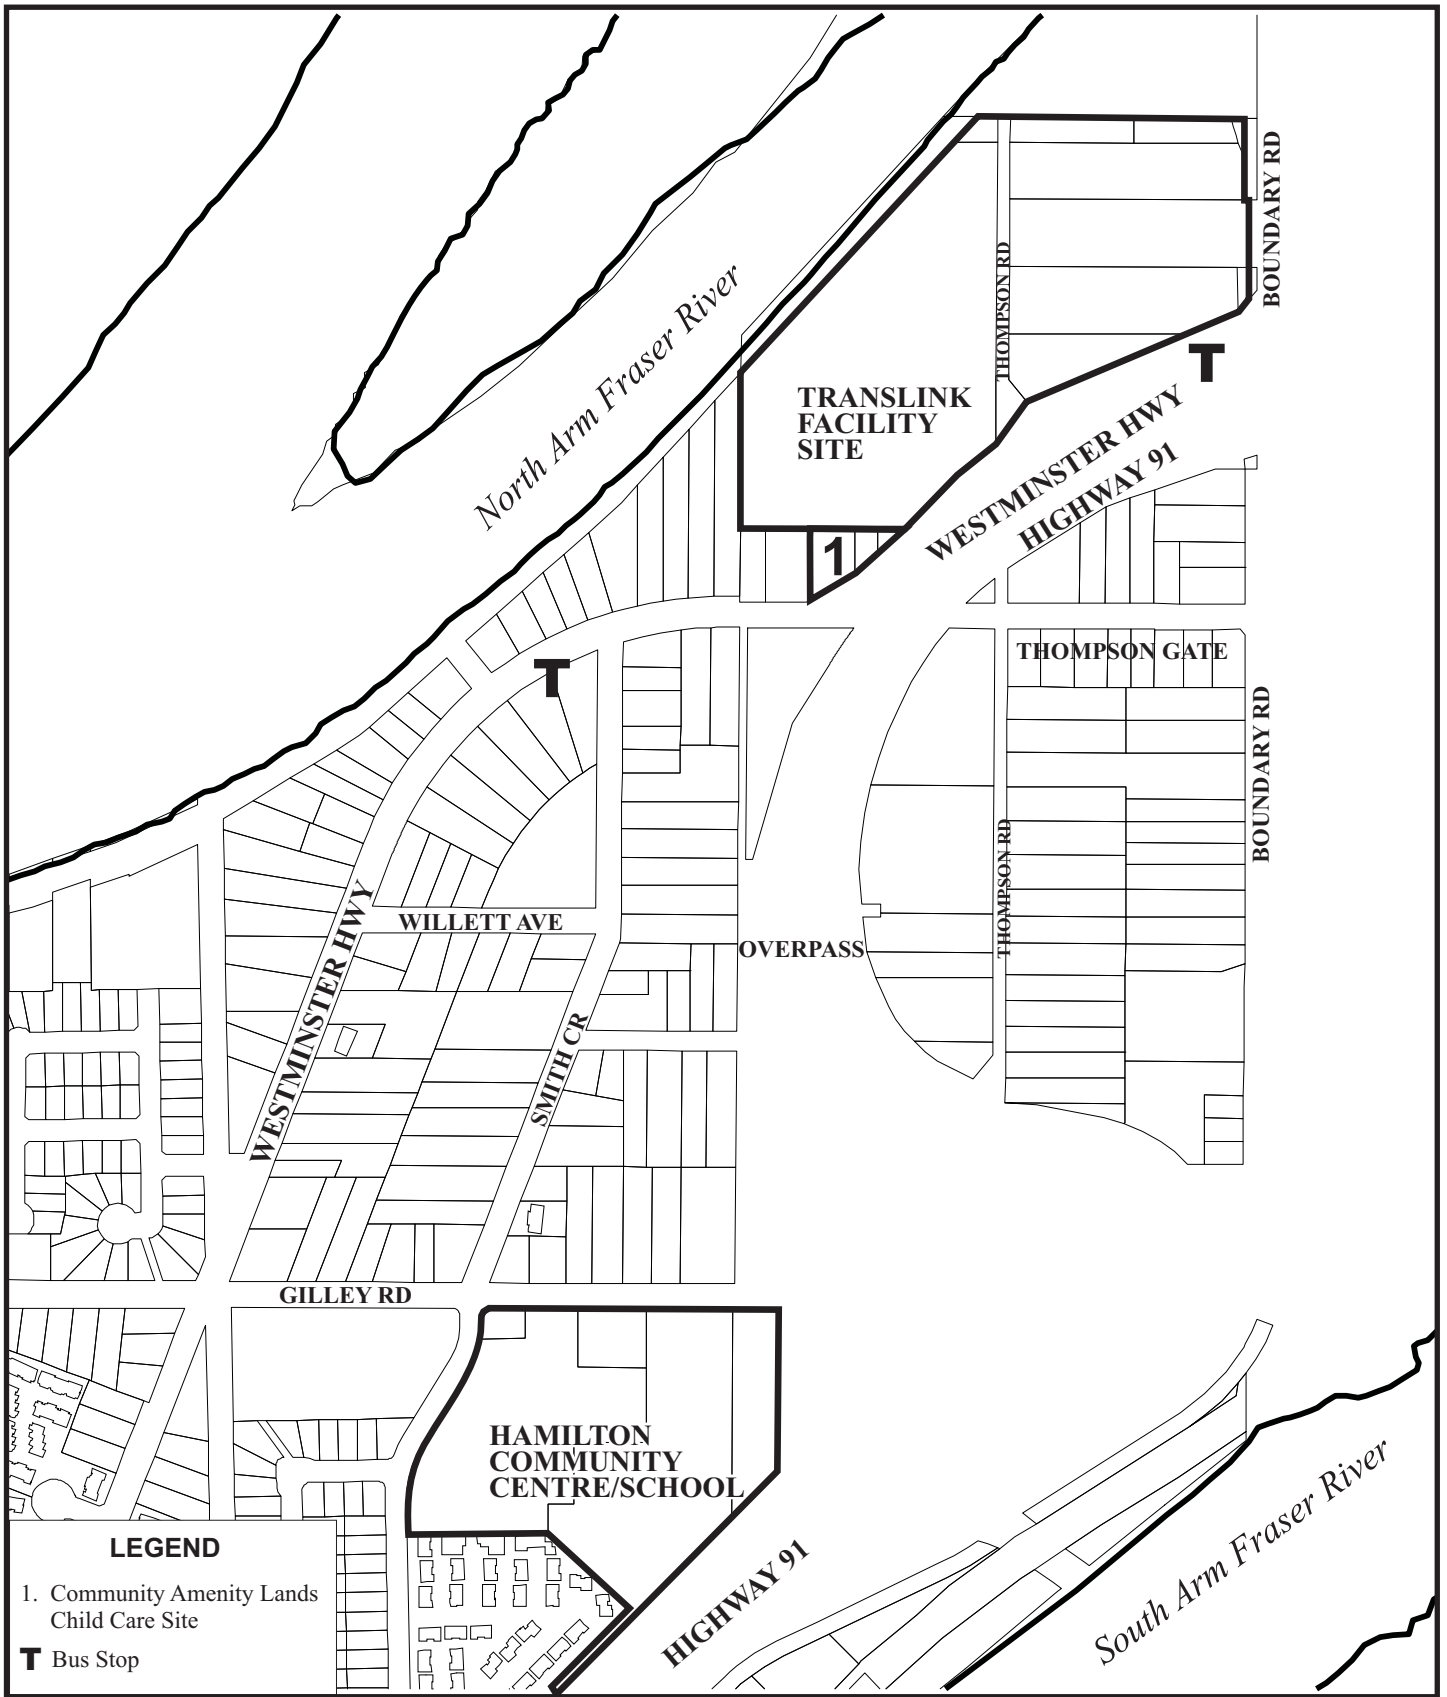 BOUNDARY RD
North Arm Fraser River
THOMPSON RD
T
TRANSLINK
FACILITY
SITE
WESTMINSTER HWY
HIGHWAY 91
1
THOMPSON GATE
T
BOUNDARY RD
THOMPSON RD
WILLETT AVE
WESTMINSTER HWY
OVERPASS
SMITH CR
GILLEY RD
HAMILTON
COMMUNITY
CENTRE/SCHOOL
HIGHWAY 91
South Arm Fraser River
LEGEND
1. Community Amenity Lands
Child Care Site
T Bus Stop